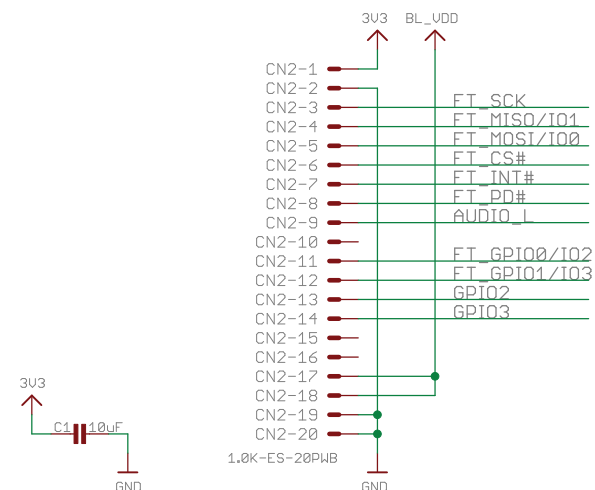 3V3 BL_VDD
CN2-1
CN2-2
CN2-3 FT_SCK
CN2-4 FT_MISO/IO1
CN2-5 FT_MOSI/IO0
CN2-6 FT_CS#
CN2-7 FT_INT#
CN2-8 FT_PD#
CN2-9 AUDIO_L
CN2-10
CN2-11 FT_GPIO0/IO2
CN2-12 FT_GPIO1/IO3
CN2-13 GPIO2
CN2-14 GPIO3
CN2-15
CN2-16
CN2-17
CN2-18
CN2-19
CN2-20
1.0K-ES-20PWB
GND
3V3
C1 10uF
GND